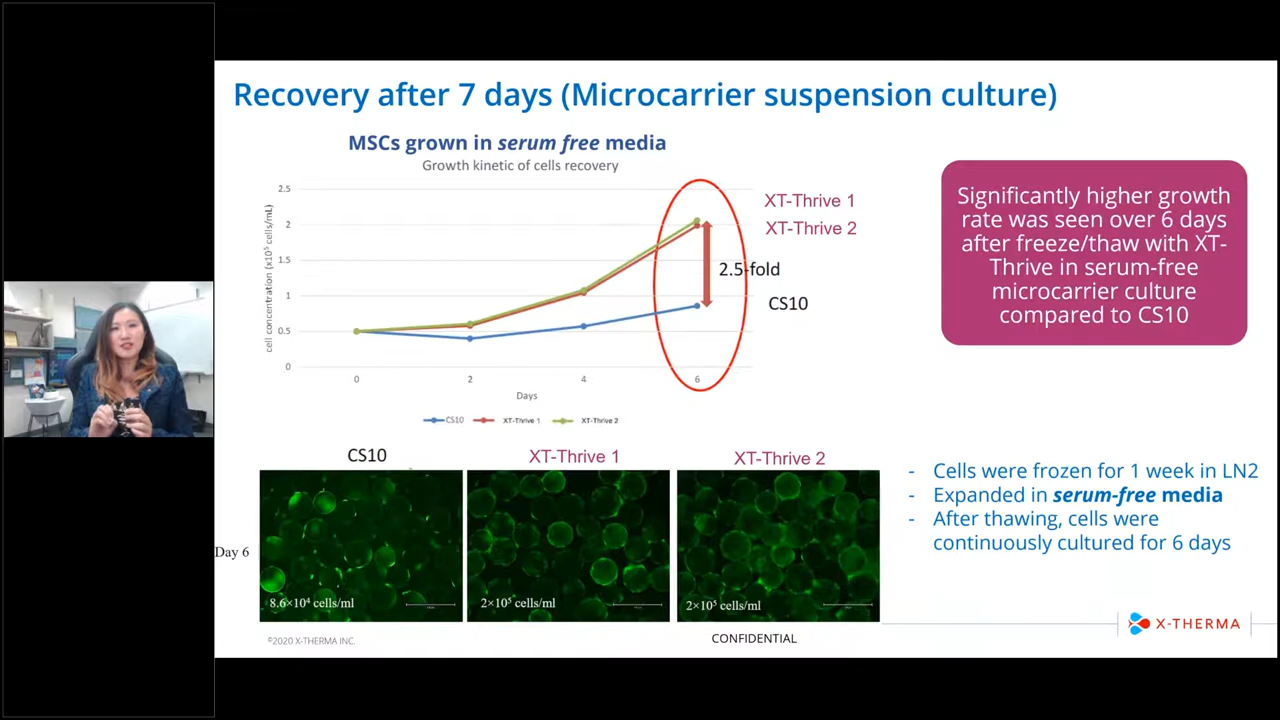 Recovery after 7 days (Microcarrier suspension culture)
MSCs grown in serum free media
Growth kinetic of cells recovery
cell concentration (x10⁵ cells/mL)
2.5
2
1.5
1
0.5
0
0
2
4
6
Days
CS10
XT-Thrive 1
XT-Thrive 2
XT-Thrive 1
XT-Thrive 2
2.5-fold
CS10
Significantly higher growth
rate was seen over 6 days
after freeze/thaw with XT-
Thrive in serum-free
microcarrier culture
compared to CS10
CS10
XT-Thrive 1
XT-Thrive 2
Day 6
8.6×10⁴ cells/ml
2×10⁵ cells/ml
2×10⁵ cells/ml
- Cells were frozen for 1 week in LN2
- Expanded in serum-free media
- After thawing, cells were
continuously cultured for 6 days
©2020 X-THERMA INC.
CONFIDENTIAL
X-THERMA